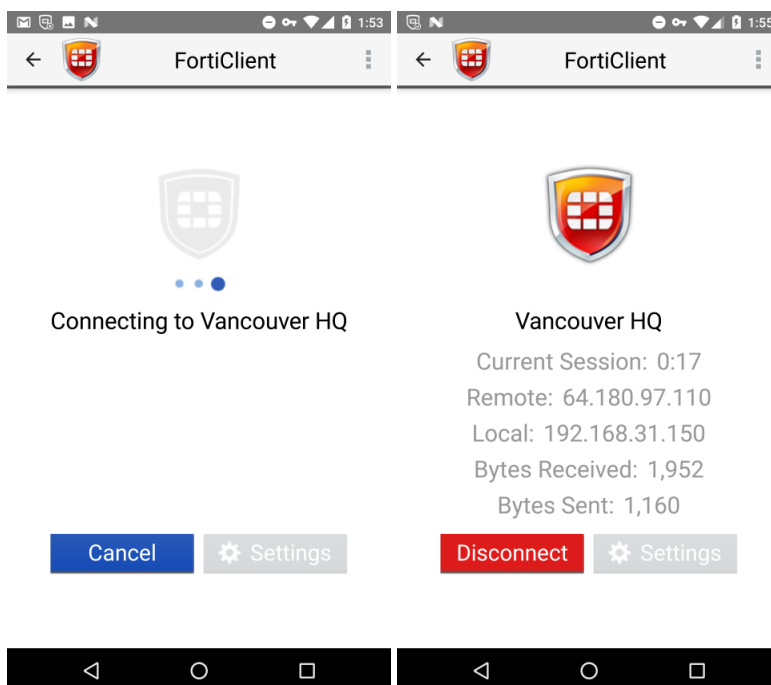 1:53
FortiClient
Connecting to Vancouver HQ
Cancel
Settings
1:55
FortiClient
Vancouver HQ
Current Session: 0:17
Remote: 64.180.97.110
Local: 192.168.31.150
Bytes Received: 1,952
Bytes Sent: 1,160
Disconnect
Settings